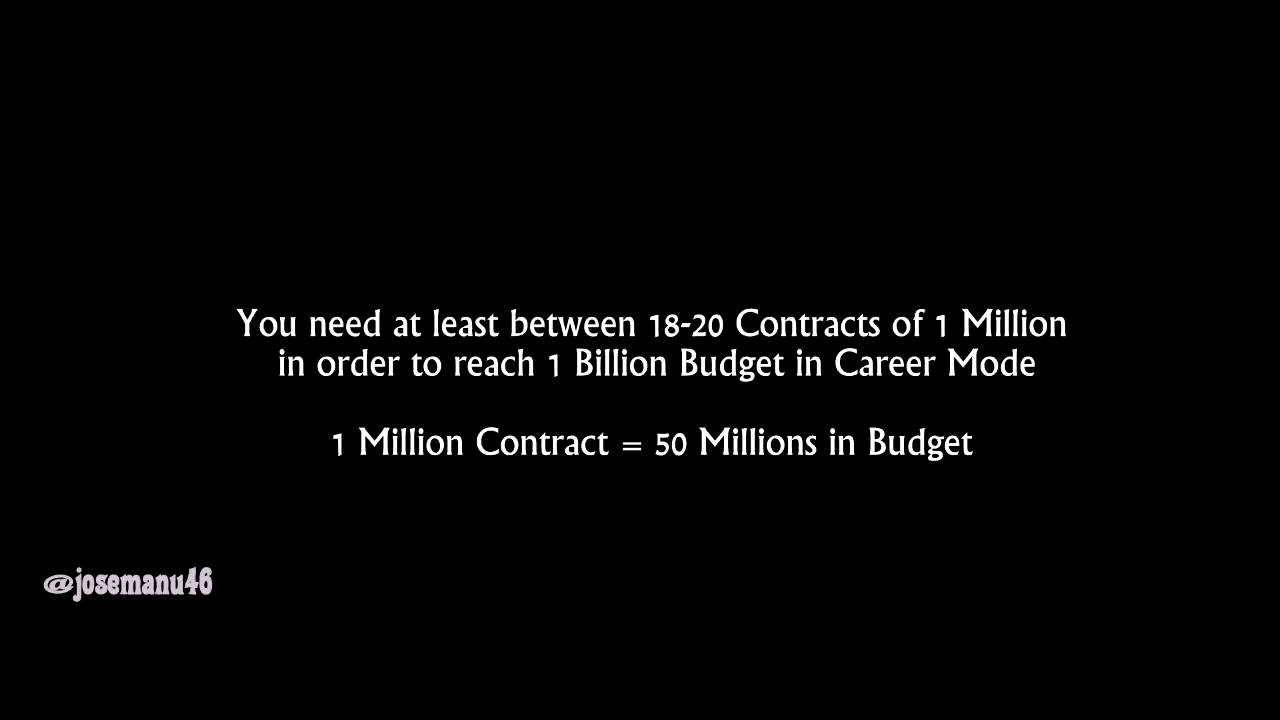 You need at least between 18-20 Contracts of 1 Million
in order to reach 1 Billion Budget in Career Mode
1 Million Contract = 50 Millions in Budget
@josemanu46